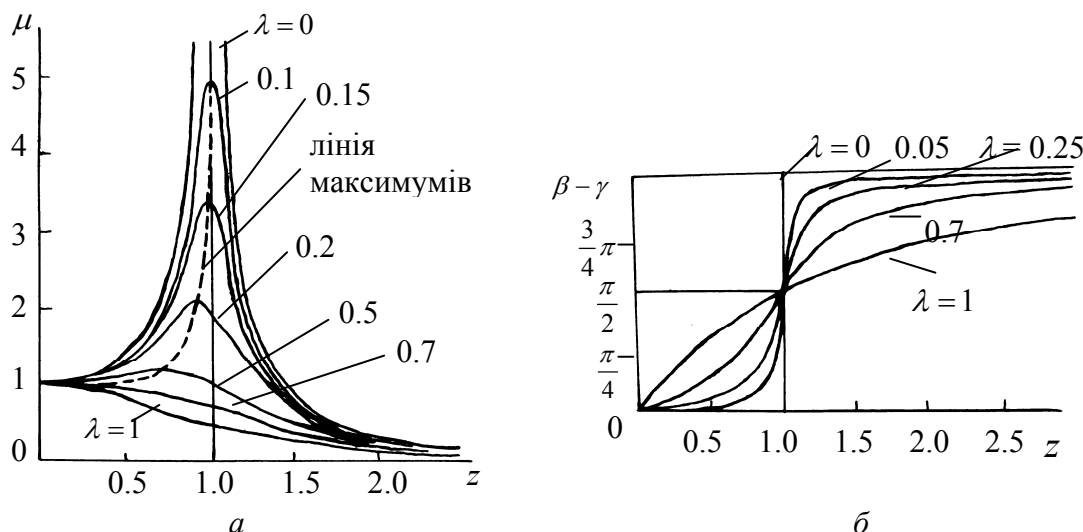 μ
λ=0
5
0.1
0.15
4
лінія
максимумів
3
0.2
2
0.5
0.7
1
λ=1
0
0.5
1.0
2.0
z
а
λ=0
0.05
λ=0.25
β−γ
3/4 π
0.7
π/2
λ=1
π/4
0
0.5
1.0
1.5
2.0
2.5
z
б